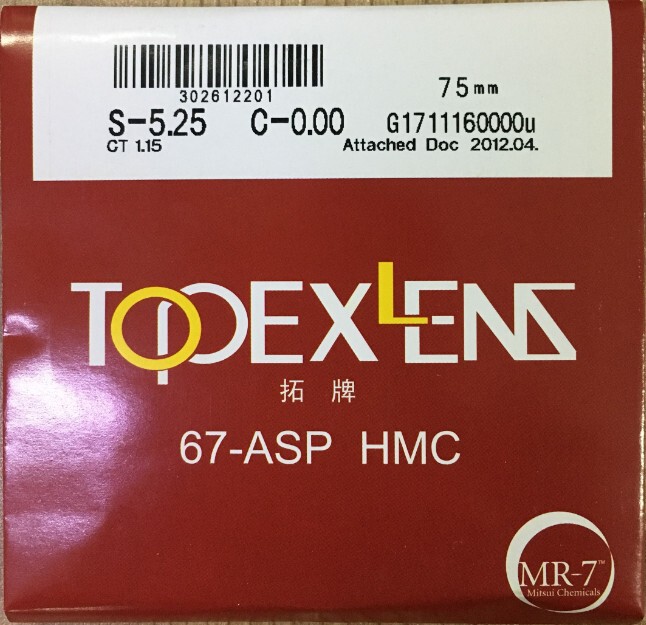 75mm
302612201
S-5.25 C-0.00 G1711160000u
CT 1.15 Attached Doc 2012.04.
TOPEXLENS
拓牌
67-ASP HMC
MR-7™
Mitsui Chemicals